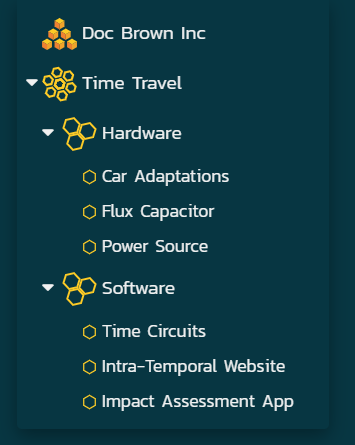 Doc Brown Inc
Time Travel
Hardware
Car Adaptations
Flux Capacitor
Power Source
Software
Time Circuits
Intra-Temporal Website
Impact Assessment App